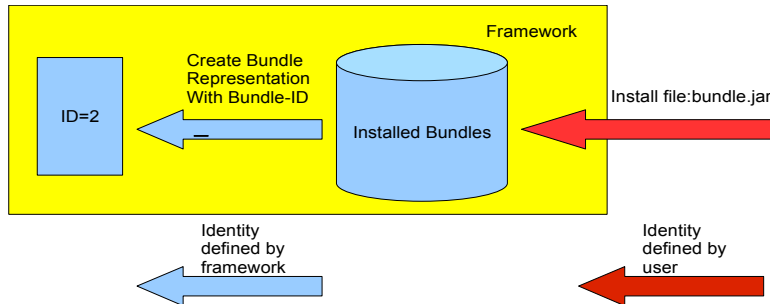 Framework
Create Bundle
Representation
With Bundle-ID
Install file:bundle.jar
ID=2
Installed Bundles
Identity
defined by
framework
Identity
defined by
user